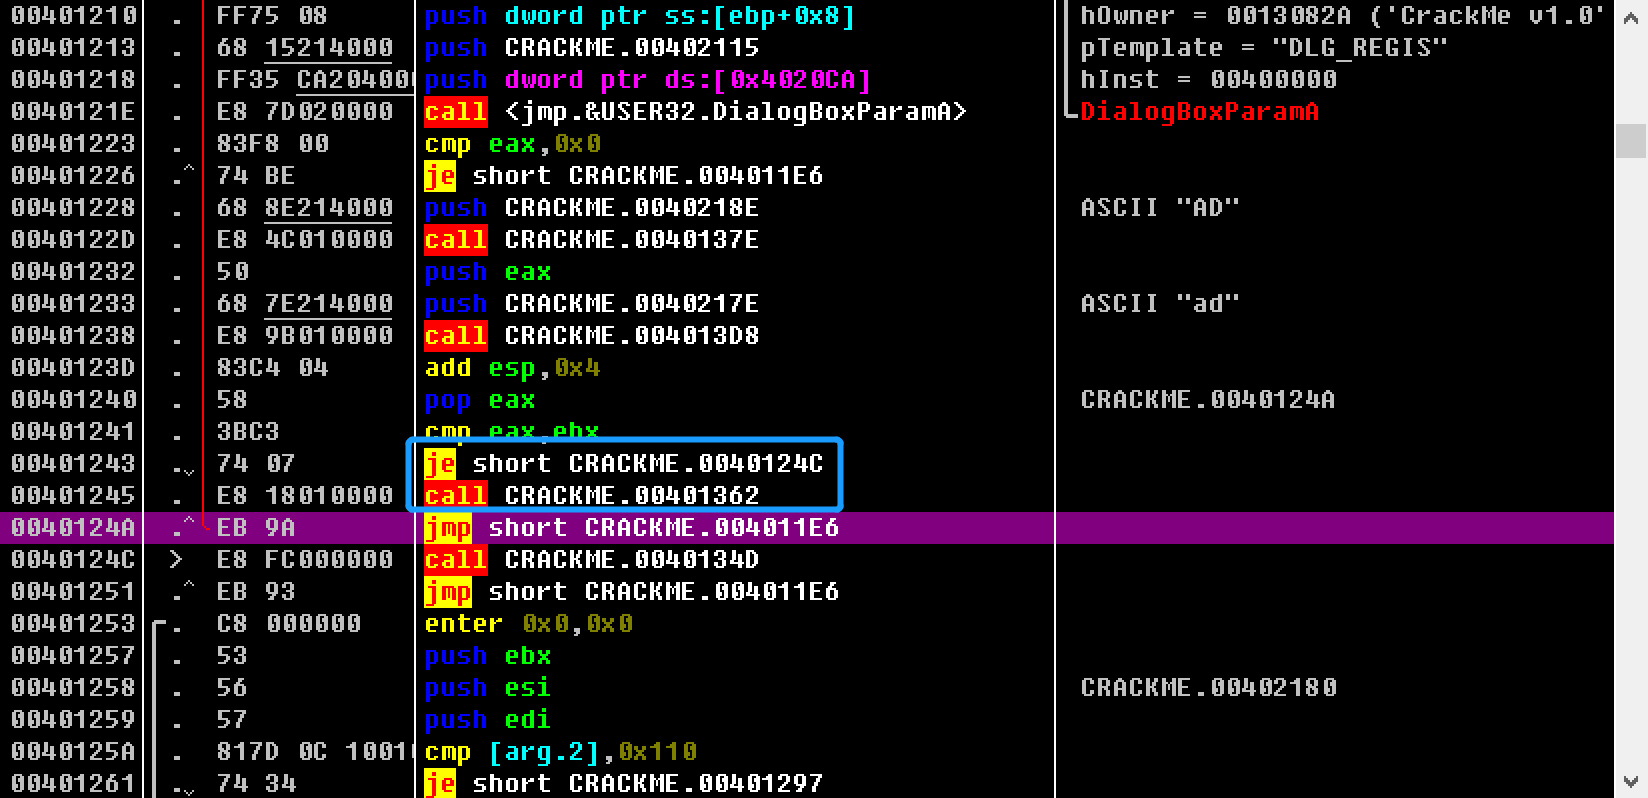 00401210 . FF75 08 push dword ptr ss:[ebp+0x8] hOwner = 0013082A ('CrackMe v1.0'
00401213 . 68 15214000 push CRACKME.00402115 pTemplate = "DLG_REGIS"
00401218 . FF35 CA20400 push dword ptr ds:[0x4020CA] hInst = 00400000
0040121E . E8 7D020000 call <jmp.&USER32.DialogBoxParamA> DialogBoxParamA
00401223 . 83F8 00 cmp eax,0x0
00401226 .^ 74 BE je short CRACKME.004011E6
00401228 . 68 8E214000 push CRACKME.0040218E ASCII "AD"
0040122D . E8 4C010000 call CRACKME.0040137E
00401232 . 50 push eax
00401233 . 68 7E214000 push CRACKME.0040217E ASCII "ad"
00401238 . E8 9B010000 call CRACKME.004013D8
0040123D . 83C4 04 add esp,0x4
00401240 . 58 pop eax CRACKME.0040124A
00401241 . 3BC3 cmp eax,ebx
00401243 .v 74 07 je short CRACKME.0040124C
00401245 . E8 18010000 call CRACKME.00401362
0040124A .^ EB 9A jmp short CRACKME.004011E6
0040124C > E8 FC000000 call CRACKME.0040134D
00401251 .^ EB 93 jmp short CRACKME.004011E6
00401253 . C8 000000 enter 0x0,0x0
00401257 . 53 push ebx
00401258 . 56 push esi CRACKME.00402180
00401259 . 57 push edi
0040125A . 817D 0C 1001 cmp [arg.2],0x110
00401261 .v 74 34 je short CRACKME.00401297